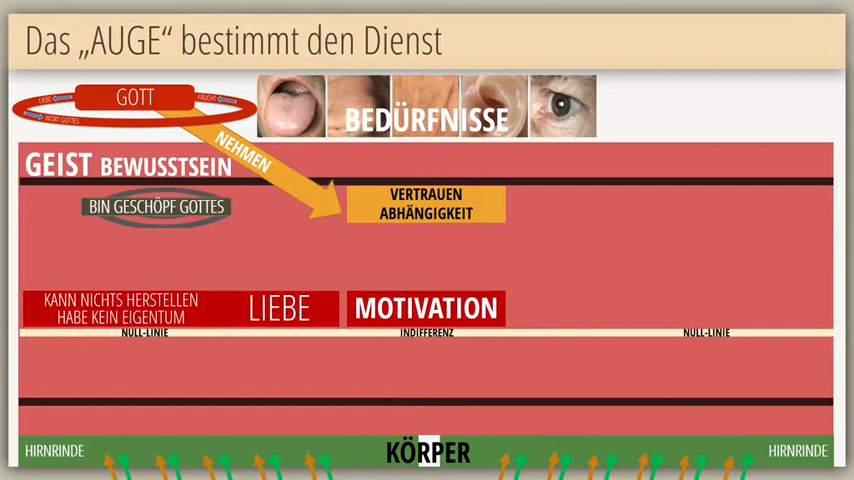 Das „AUGE“ bestimmt den Dienst
GOTT
LIEBE
FRUCHT
WORT GOTTES
BEDÜRFNISSE
NEHMEN
GEIST BEWUSSTSEIN
BIN GESCHÖPF GOTTES
VERTRAUEN
ABHÄNGIGKEIT
KANN NICHTS HERSTELLEN
HABE KEIN EIGENTUM
LIEBE
MOTIVATION
NULL-LINIE
INDIFFERENZ
NULL-LINIE
HIRNRINDE
KÖRPER
HIRNRINDE